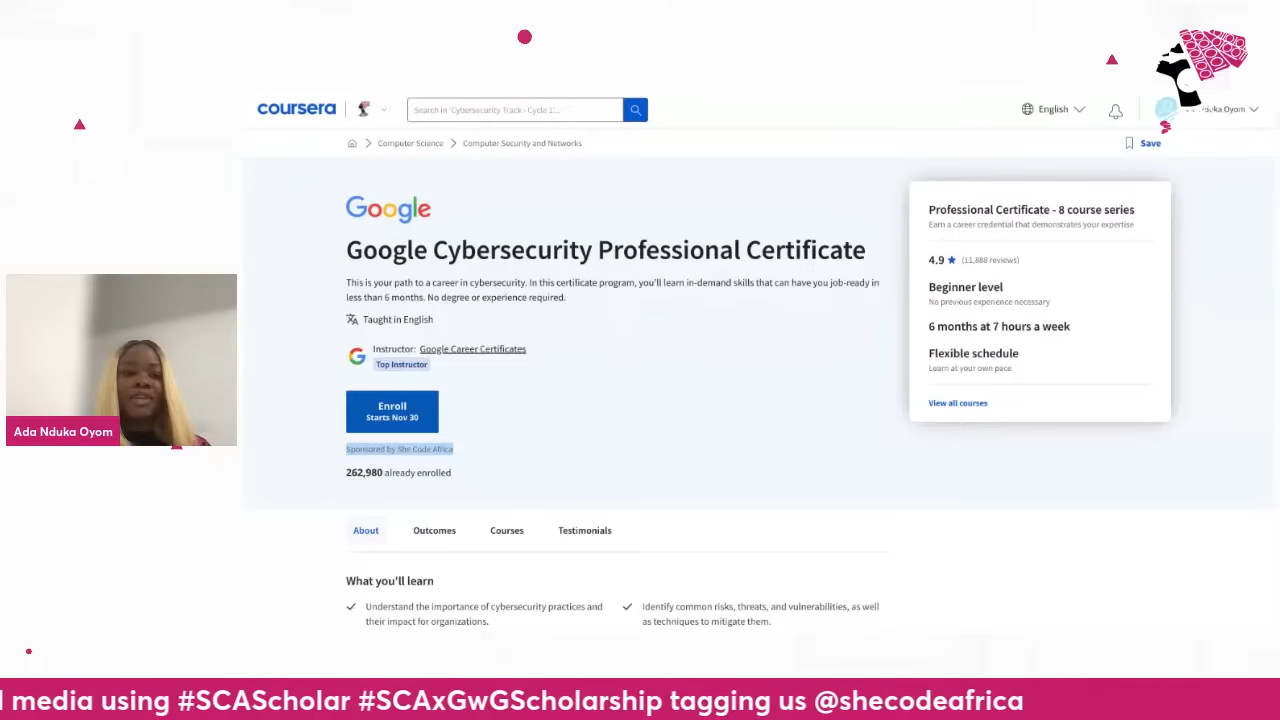 coursera
Search in 'Cybersecurity Track - Cycle 1'...
English
duka Oyom
Computer Science
Computer Security and Networks
Save
Google
Google Cybersecurity Professional Certificate
This is your path to a career in cybersecurity. In this certificate program, you'll learn in-demand skills that can have you job-ready in
less than 6 months. No degree or experience required.
Taught in English
Instructor: Google Career Certificates
Top Instructor
Enroll
Starts Nov 30
Sponsored by She Code Africa
262,980 already enrolled
Professional Certificate - 8 course series
Earn a career credential that demonstrates your expertise
4.9 (11,888 reviews)
Beginner level
No previous experience necessary
6 months at 7 hours a week
Flexible schedule
Learn at your own pace
View all courses
Ada Nduka Oyom
About
Outcomes
Courses
Testimonials
What you'll learn
Understand the importance of cybersecurity practices and
their impact for organizations.
Identify common risks, threats, and vulnerabilities, as well
as techniques to mitigate them.
media using #SCAScholar #SCAxGwGScholarship tagging us @shecodeafrica